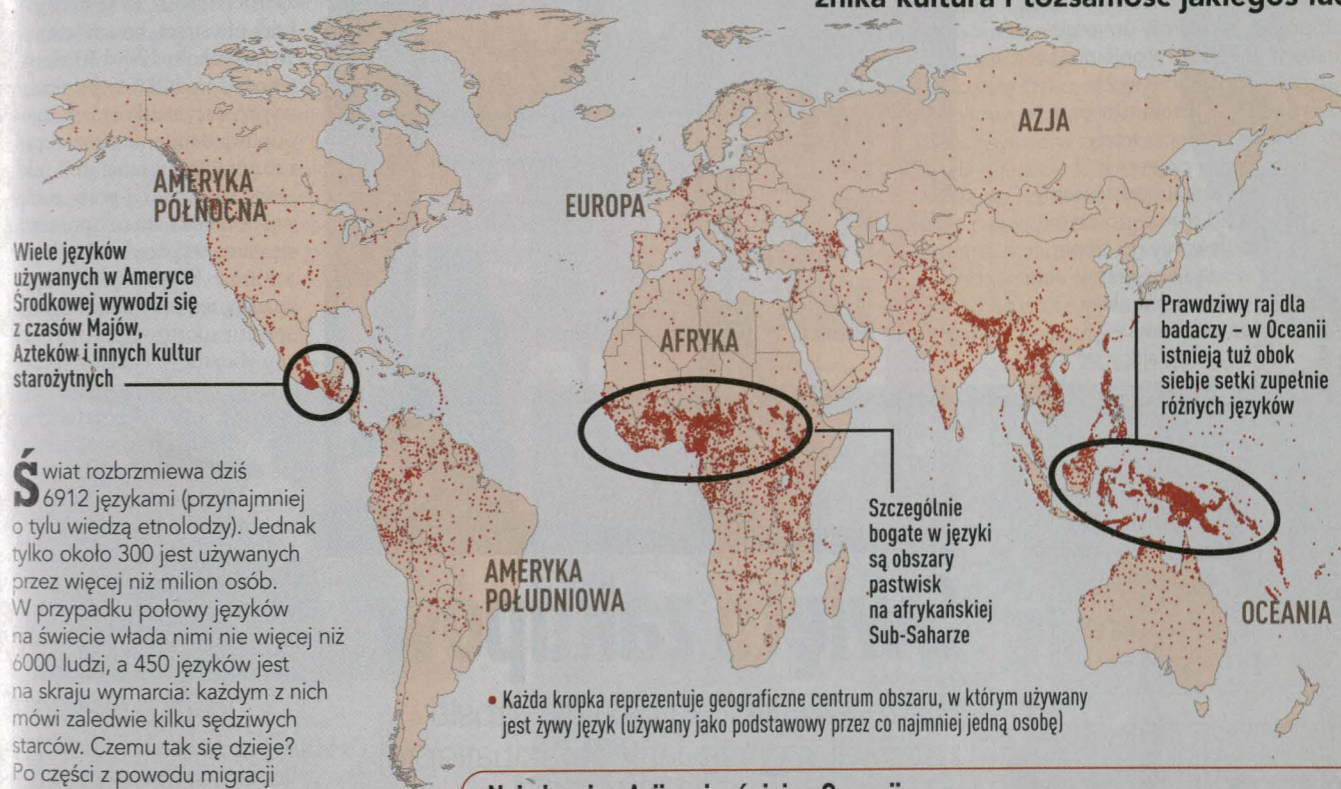 znika kultura i tożsamość jakiegoś
AZJA
AMERYKA
PÓŁNOCNA
EUROPA
Wiele języków
używanych w Ameryce
Środkowej wywodzi się
z czasów Majów,
Azteków i innych kultur
starożytnych
AFRYKA
Prawdziwy raj dla
badaczy – w Oceanii
istnieją tuż obok
siebie setki zupełnie
różnych języków
Świat rozbrzmiewa dziś
6912 językami (przynajmniej
o tylu wiedzą etnolodzy). Jednak
tylko około 300 jest używanych
przez więcej niż milion osób.
W przypadku połowy języków
na świecie włada nimi nie więcej niż
6000 ludzi, a 450 języków jest
na skraju wymarcia: każdym z nich
mówi zaledwie kilku sędziwych
starców. Czemu tak się dzieje?
Po części z powodu migracji
Szczególnie
bogate w języki
są obszary
pastwisk
na afrykańskiej
Sub-Saharze
AMERYKA
POŁUDNIOWA
OCEANIA
• Każda kropka reprezentuje geograficzne centrum obszaru, w którym używany
jest żywy język (używany jako podstawowy przez co najmniej jedną osobę)